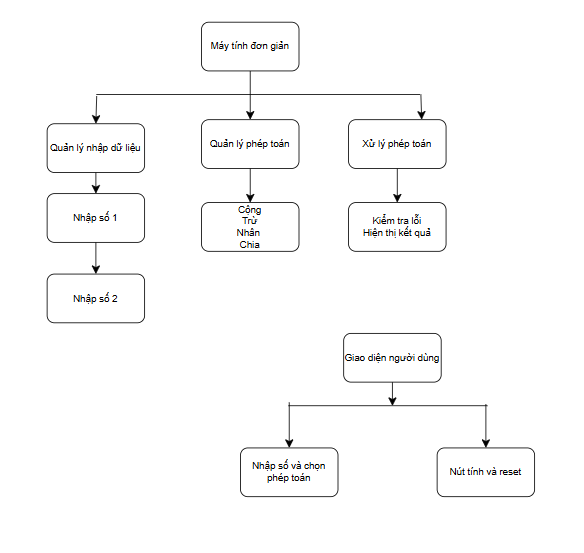 Máy tính đơn giản
Quản lý nhập dữ liệu
Quản lý phép toán
Xử lý phép toán
Nhập số 1
Cộng
Trừ
Nhân
Chia
Kiểm tra lỗi
Hiện thị kết quả
Nhập số 2
Giao diện người dùng
Nhập số và chọn
phép toán
Nút tính và reset